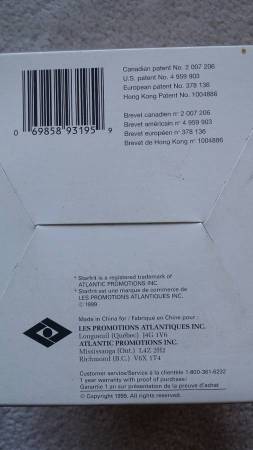 Canadian patent No. 2 007 206
U.S. patent No. 4 959 903
European patent No. 378 136
Hong Kong Patent No. 1004886
0 69858 93195 9
Brevet canadien n° 2 007 206
Brevet américain n° 4 959 903
Brevet européen n° 378 136
Brevet de Hong Kong n° 1004886
* Starfrit is a registered trademark of
ATLANTIC PROMOTIONS INC.
* Starfrit est une marque de commerce de
LES PROMOTIONS ATLANTIQUES INC.
© 1999
Made in China for / Fabriqué en Chine pour :
LES PROMOTIONS ATLANTIQUES INC.
Longueuil (Québec) J4G 1V6
ATLANTIC PROMOTIONS INC.
Mississauga (Ont.) L4Z 2H2
Richmond (B.C.) V6X 1T4
Customer service/Service à la clientèle 1-800-361-6232
1 year warranty with proof of purchase/
Garantie 1 an sur présentation de la preuve d'achat
© Copyright 1999. All rights reserved.